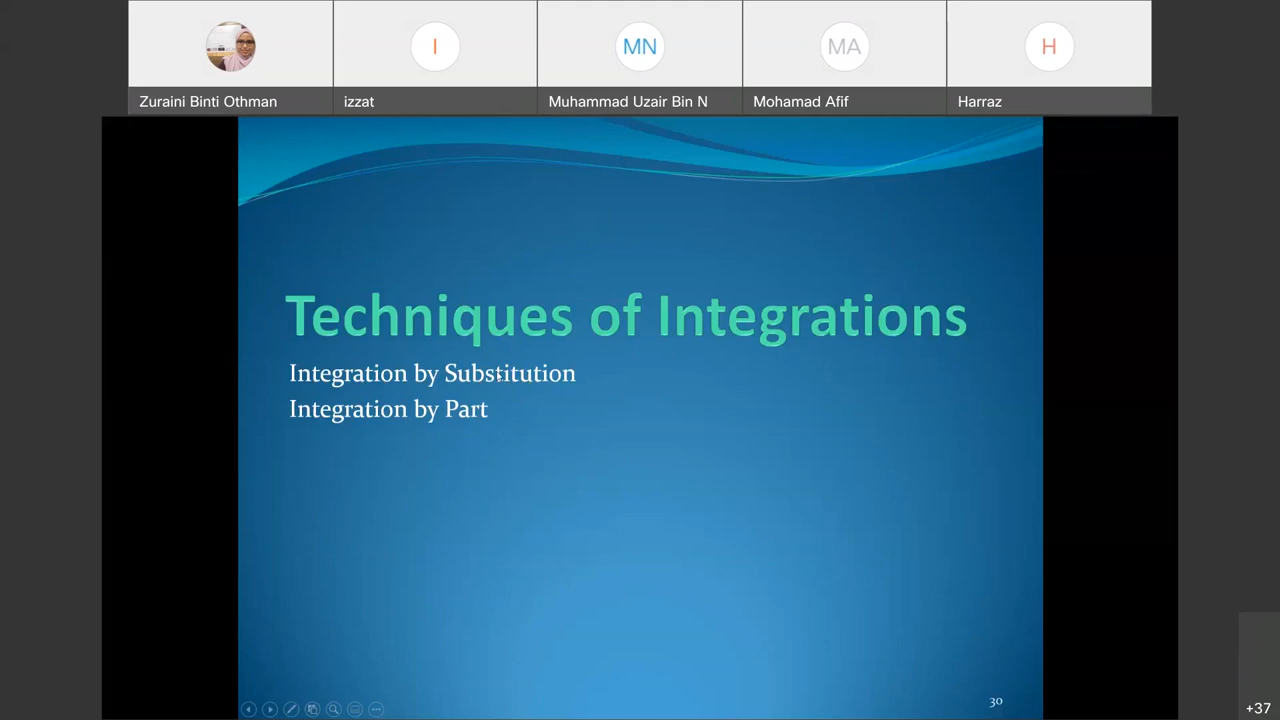 I
MN
MA
H
Zuraini Binti Othman
izzat
Muhammad Uzair Bin N
Mohamad Afif
Harraz
Techniques of Integrations
Integration by Substitution
Integration by Part
30
+37